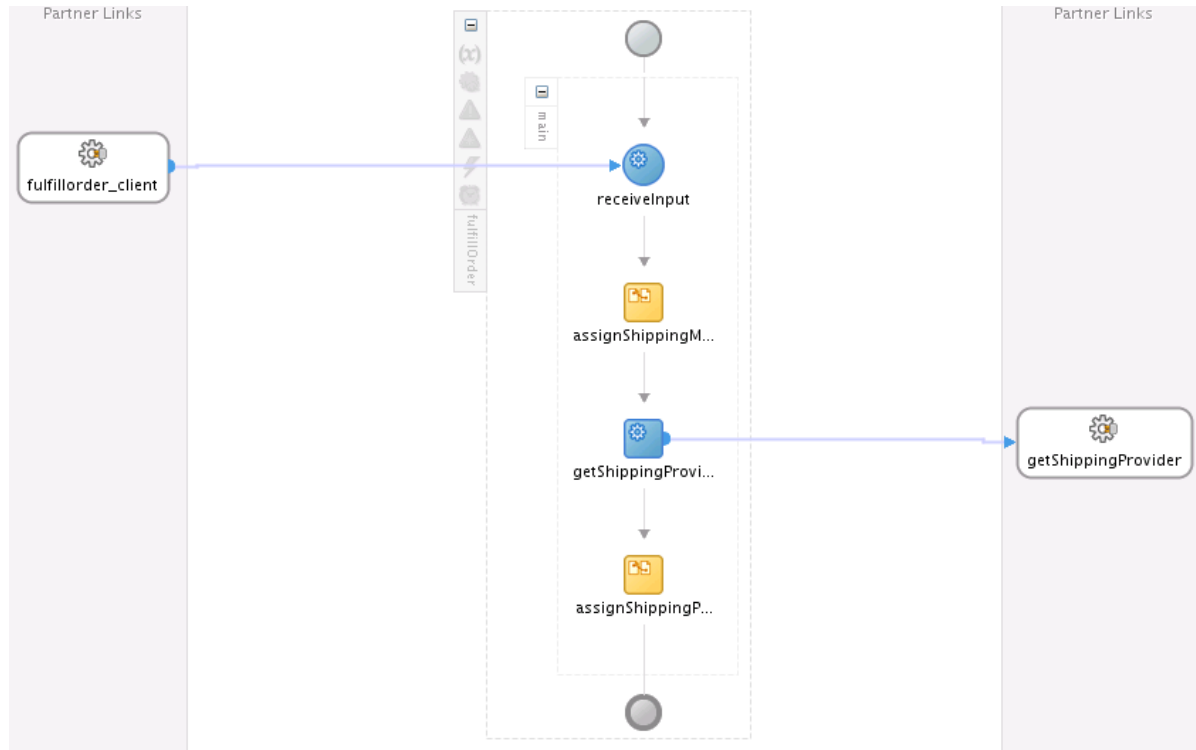 Partner Links
Partner Links
(x)
main
fulfillorder_client
receiveInput
fulfillOrder
assignShippingM...
getShippingProvi...
getShippingProvider
assignShippingP...